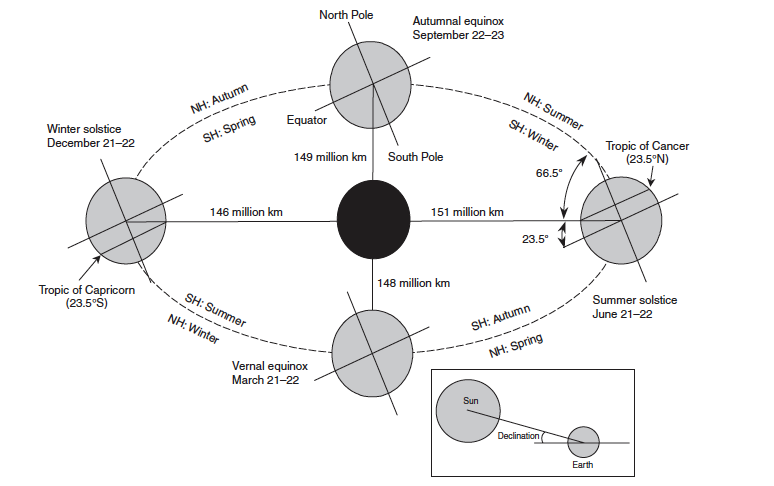 North Pole
Autumnal equinox
September 22–23
NH: Autumn
SH: Spring
NH: Summer
SH: Winter
Equator
Winter solstice
December 21–22
149 million km
South Pole
Tropic of Cancer
(23.5°N)
66.5°
146 million km
151 million km
23.5°
Tropic of Capricorn
(23.5°S)
148 million km
SH: Summer
NH: Winter
SH: Autumn
NH: Spring
Summer solstice
June 21–22
Vernal equinox
March 21–22
Sun
Declination
Earth